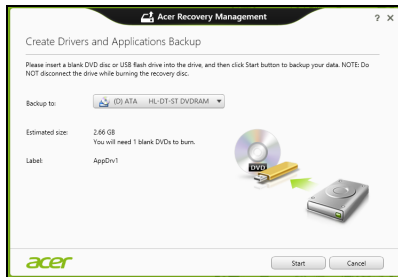 Acer Recovery Management
? X
Create Drivers and Applications Backup
Please insert a blank DVD disc or USB flash drive into the drive, and then click Start button to backup your data. NOTE: Do
NOT disconnect the drive while burning the recovery disc.
Backup to: (D) ATA HL-DT-ST DVDRAM
Estimated size: 2.66 GB
You will need 1 blank DVDs to burn.
Label: AppDrv1
DVD
acer
Start Cancel